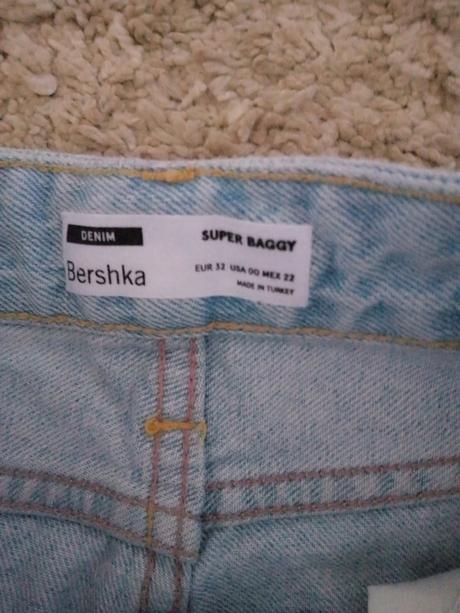 DENIM
SUPER BAGGY
Bershka
EUR 32 USA 00 MEX 22
MADE IN TURKEY